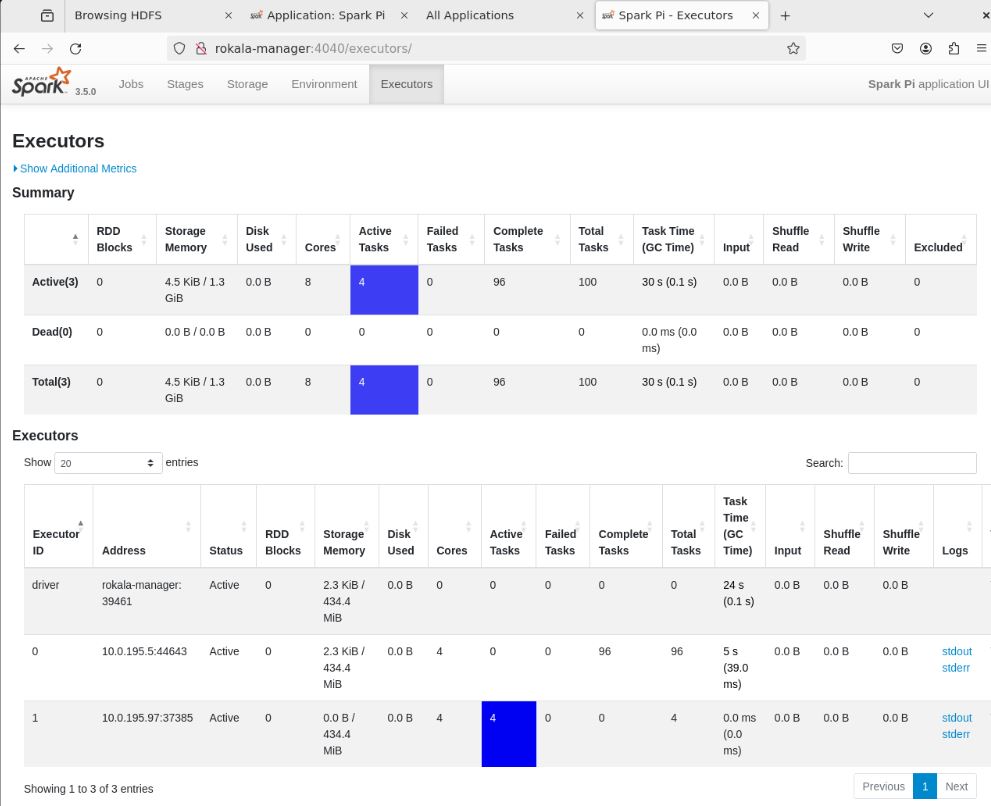 Browsing HDFS
Application: Spark Pi
All Applications
Spark Pi - Executors
rokala-manager:4040/executors/
APACHE Spark 3.5.0 Jobs Stages Storage Environment Executors Spark Pi application UI
Executors
Show Additional Metrics
Summary
RDD Blocks Storage Memory Disk Used Cores Active Tasks Failed Tasks Complete Tasks Total Tasks Task Time (GC Time) Input Shuffle Read Shuffle Write Excluded
Active(3) 0 4.5 KiB / 1.3 GiB 0.0 B 8 4 0 96 100 30 s (0.1 s) 0.0 B 0.0 B 0.0 B 0
Dead(0) 0 0.0 B / 0.0 B 0.0 B 0 0 0 0 0 0.0 ms (0.0 ms) 0.0 B 0.0 B 0.0 B 0
Total(3) 0 4.5 KiB / 1.3 GiB 0.0 B 8 4 0 96 100 30 s (0.1 s) 0.0 B 0.0 B 0.0 B 0
Executors
Show 20 entries Search:
Executor ID Address Status RDD Blocks Storage Memory Disk Used Cores Active Tasks Failed Tasks Complete Tasks Total Tasks Task Time (GC Time) Input Shuffle Read Shuffle Write Logs
driver rokala-manager:39461 Active 0 2.3 KiB / 434.4 MiB 0.0 B 0 0 0 0 0 24 s (0.1 s) 0.0 B 0.0 B 0.0 B
0 10.0.195.5:44643 Active 0 2.3 KiB / 434.4 MiB 0.0 B 4 0 0 96 96 5 s (39.0 ms) 0.0 B 0.0 B 0.0 B stdout stderr
1 10.0.195.97:37385 Active 0 0.0 B / 434.4 MiB 0.0 B 4 4 0 0 4 0.0 ms (0.0 ms) 0.0 B 0.0 B 0.0 B stdout stderr
Showing 1 to 3 of 3 entries Previous 1 Next